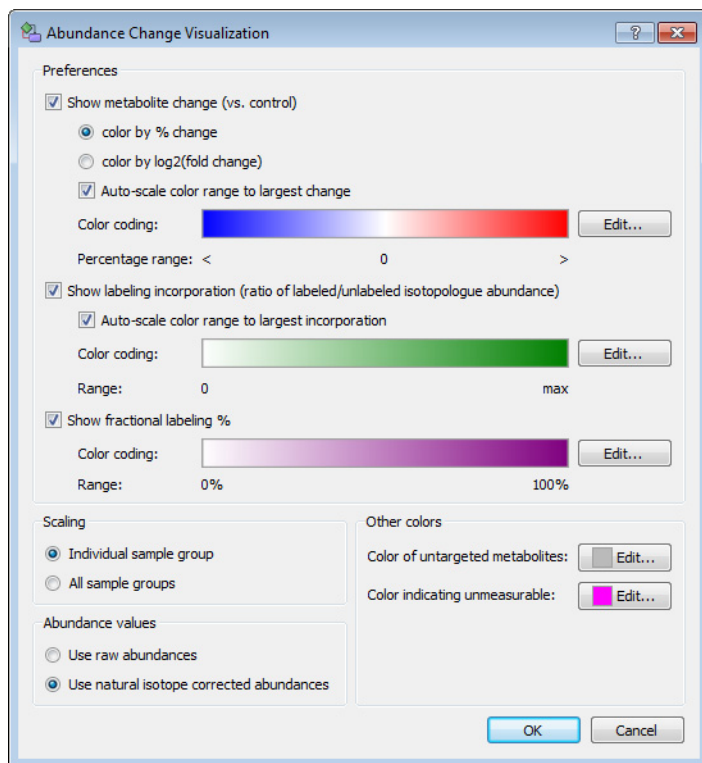 Abundance Change Visualization
?
Preferences
Show metabolite change (vs. control)
color by % change
color by log2(fold change)
Auto-scale color range to largest change
Color coding: Edit...
Percentage range: < 0 >
Show labeling incorporation (ratio of labeled/unlabeled isotopologue abundance)
Auto-scale color range to largest incorporation
Color coding: Edit...
Range: 0 max
Show fractional labeling %
Color coding: Edit...
Range: 0% 100%
Scaling
Individual sample group
All sample groups
Other colors
Color of untargeted metabolites: Edit...
Color indicating unmeasurable: Edit...
Abundance values
Use raw abundances
Use natural isotope corrected abundances
OK Cancel